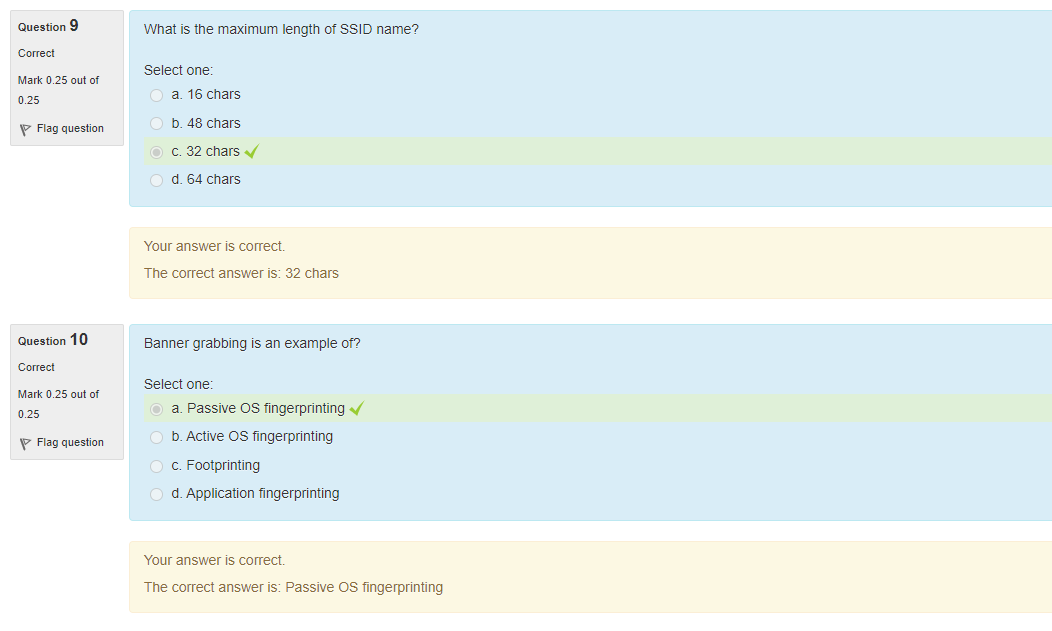 Question 9
Correct
Mark 0.25 out of
0.25
Flag question
What is the maximum length of SSID name?
Select one:
a. 16 chars
b. 48 chars
c. 32 chars
d. 64 chars
Your answer is correct.
The correct answer is: 32 chars
Question 10
Correct
Mark 0.25 out of
0.25
Flag question
Banner grabbing is an example of?
Select one:
a. Passive OS fingerprinting
b. Active OS fingerprinting
c. Footprinting
d. Application fingerprinting
Your answer is correct.
The correct answer is: Passive OS fingerprinting